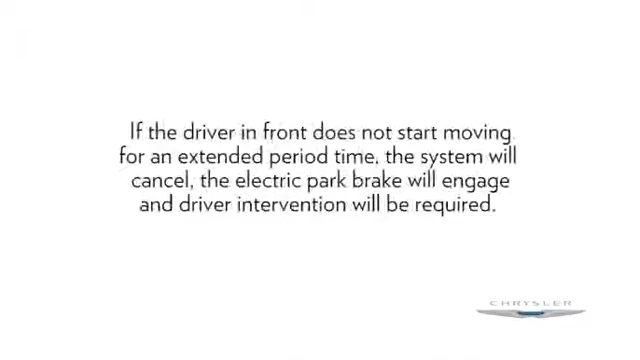 If the driver in front does not start moving
for an extended period time, the system will
cancel, the electric park brake will engage
and driver intervention will be required.
CHRYSLER